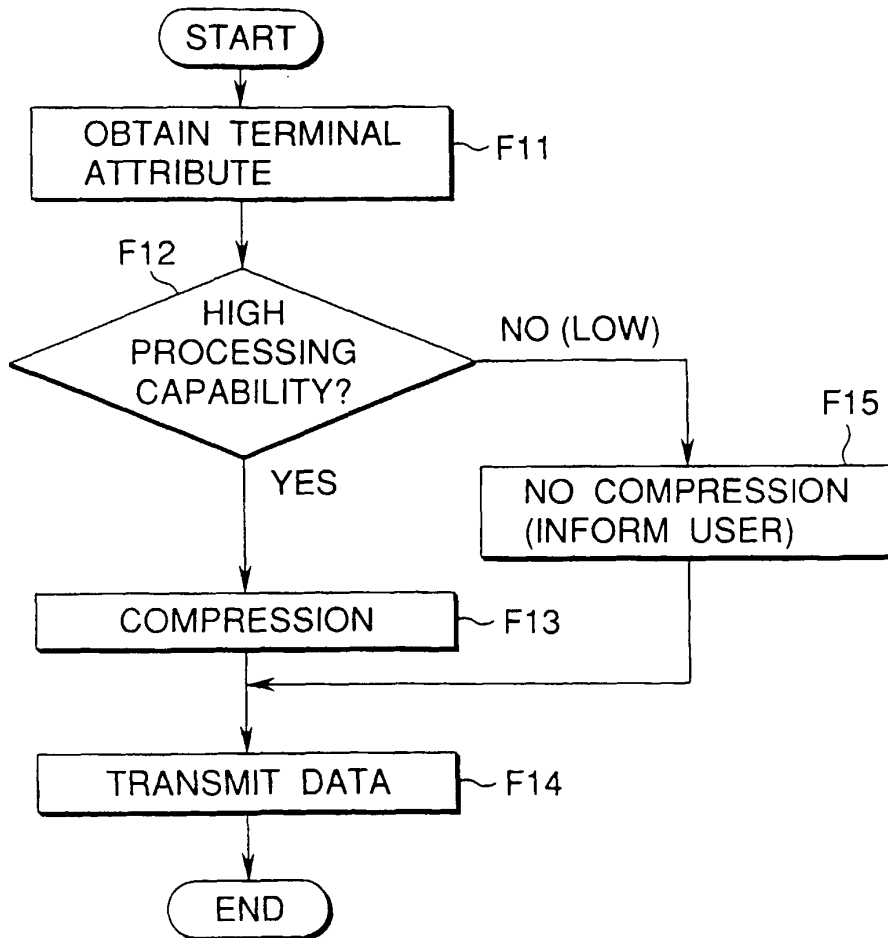 START
OBTAIN TERMINAL
ATTRIBUTE
F11
F12
HIGH
PROCESSING
CAPABILITY?
NO (LOW)
YES
F15
NO COMPRESSION
(INFORM USER)
COMPRESSION
F13
TRANSMIT DATA
F14
END